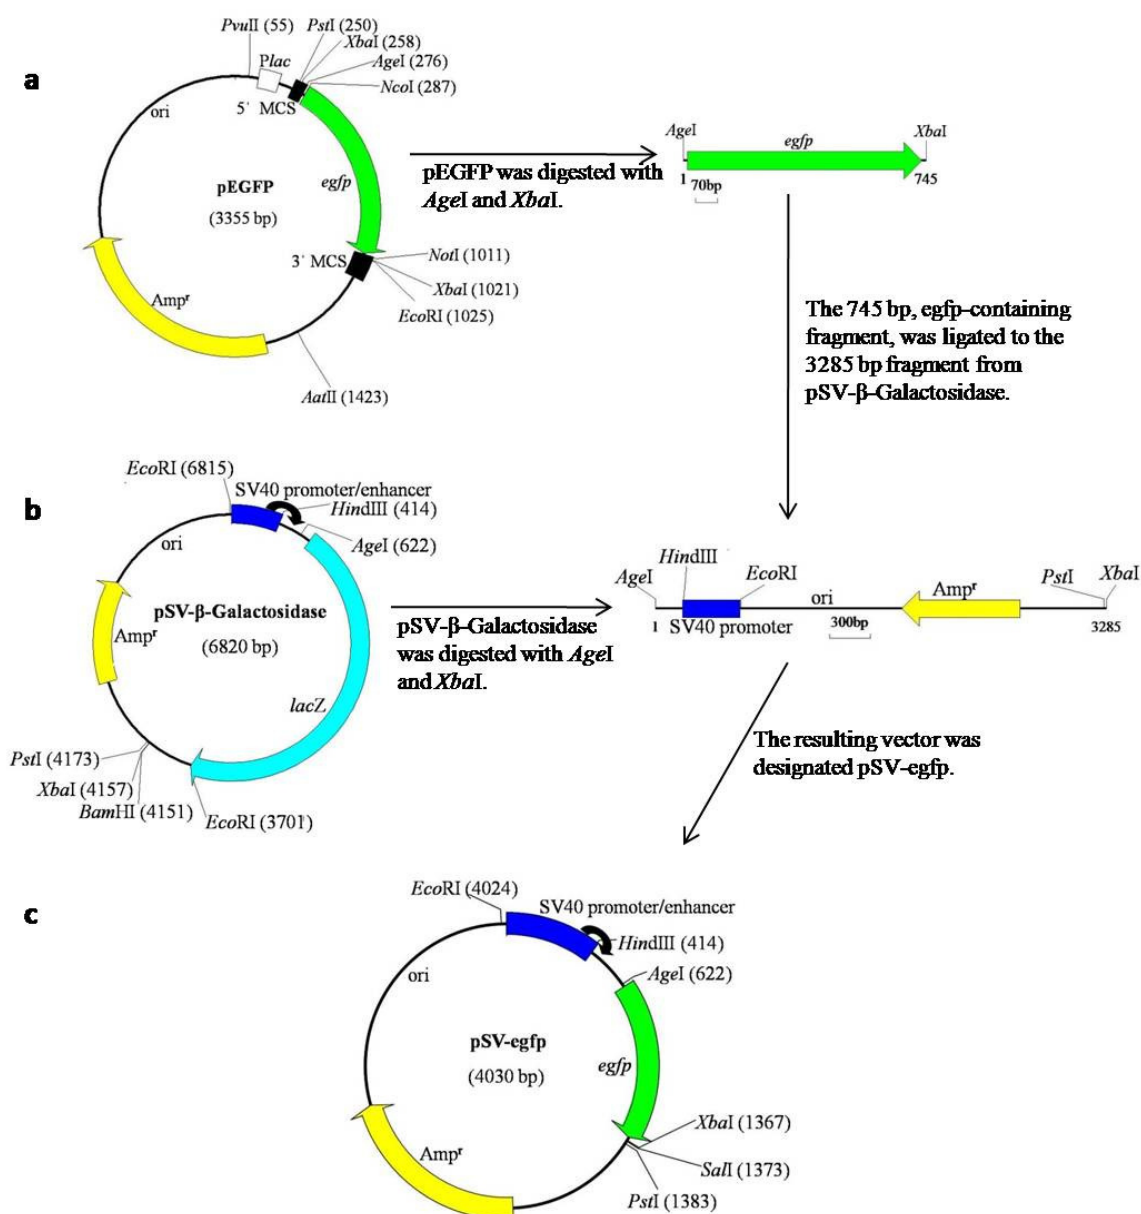 a
PvuII (55)
PstI (250)
XbaI (258)
AgeI (276)
NcoI (287)
Plac
5' MCS
ori
pEGFP
(3355 bp)
egfp
3' MCS
NotI (1011)
XbaI (1021)
EcoRI (1025)
Ampr
AatII (1423)
pEGFP was digested with
AgeI and XbaI.
AgeI
egfp
XbaI
1
70bp
745
The 745 bp, egfp-containing
fragment, was ligated to the
3285 bp fragment from
pSV-β-Galactosidase.
b
EcoRI (6815)
SV40 promoter/enhancer
HindIII (414)
AgeI (622)
ori
pSV-β-Galactosidase
(6820 bp)
Ampr
lacZ
PstI (4173)
XbaI (4157)
BamHI (4151)
EcoRI (3701)
pSV-β-Galactosidase
was digested with AgeI
and XbaI.
HindIII
AgeI
EcoRI
ori
Ampr
PstI
XbaI
1
SV40 promoter
300bp
3285
The resulting vector was
designated pSV-egfp.
c
EcoRI (4024)
SV40 promoter/enhancer
HindIII (414)
AgeI (622)
ori
pSV-egfp
(4030 bp)
egfp
XbaI (1367)
SalI (1373)
PstI (1383)
Ampr